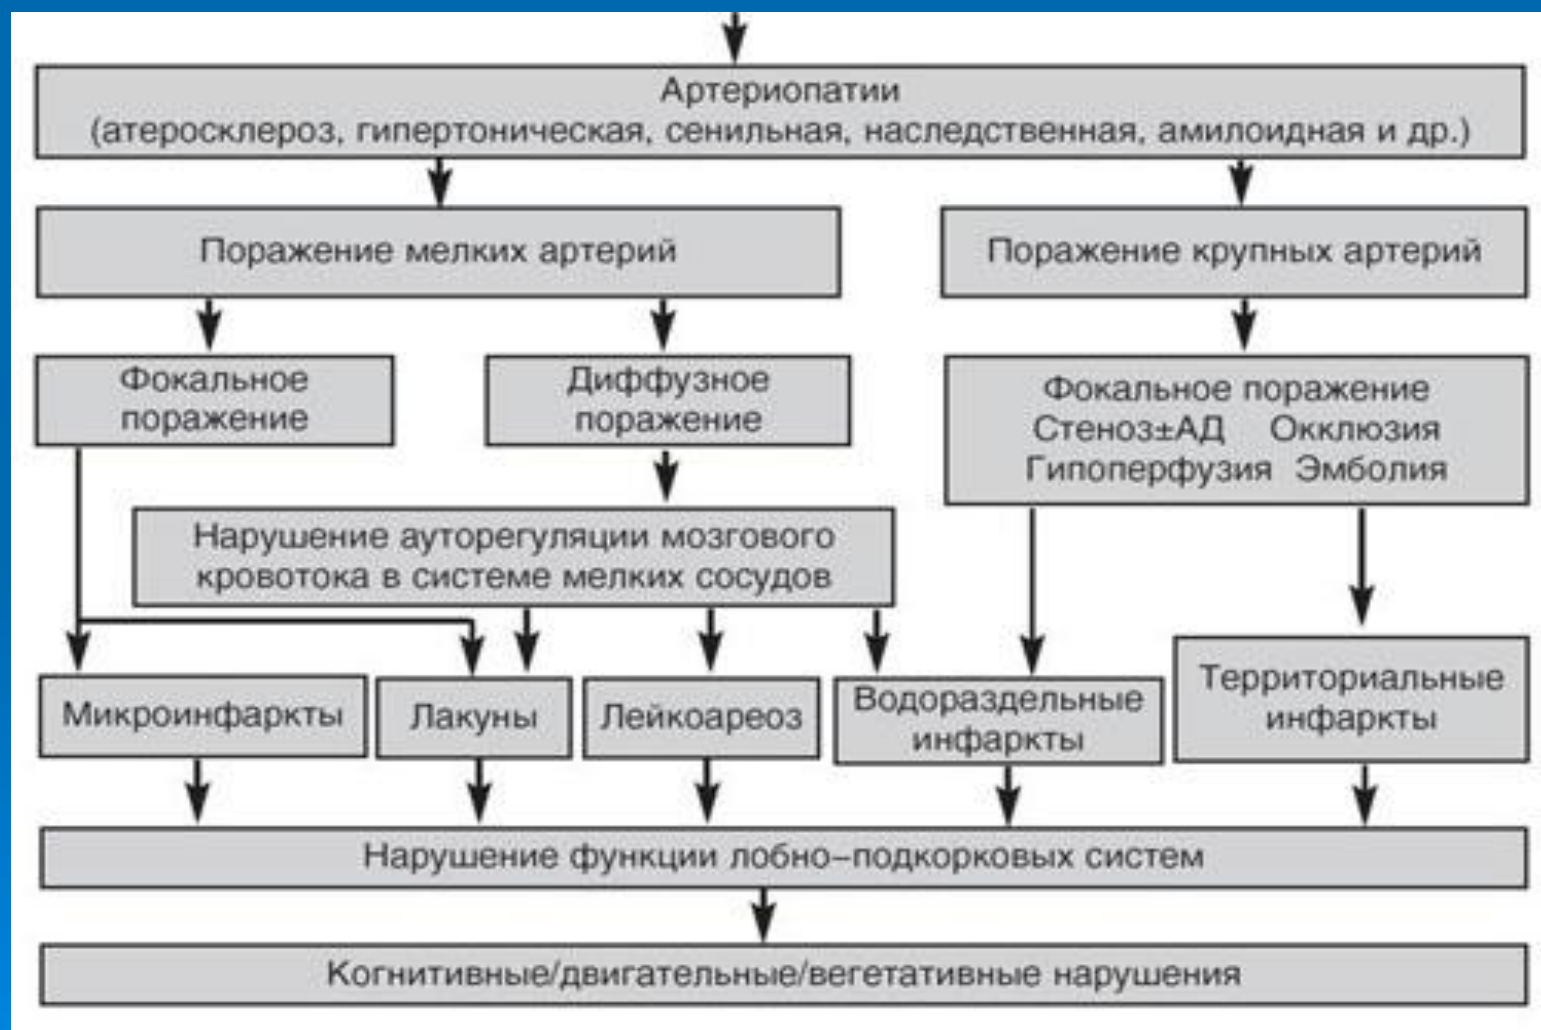 Артериопатии
(атеросклероз, гипертоническая, сенильная, наследственная, амилоидная и др.)
Поражение мелких артерий
Поражение крупных артерий
Фокальное
поражение
Диффузное
поражение
Фокальное поражение
Стеноз±АД Окклюзия
Гипоперфузия Эмболия
Нарушение ауторегуляции мозгового
кровотока в системе мелких сосудов
Микроинфаркты
Лакуны
Лейкоареоз
Водораздельные
инфаркты
Территориальные
инфаркты
Нарушение функции лобно–подкорковых систем
Когнитивные/двигательные/вегетативные нарушения